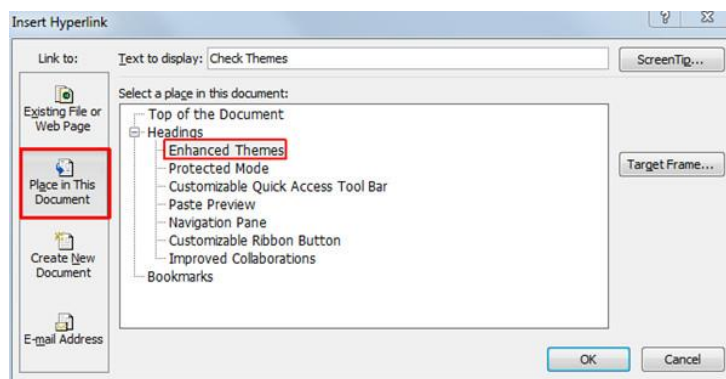 Insert Hyperlink
Link to:
Text to display: Check Themes
ScreenTip...
Select a place in this document:
Existing File or
Web Page
Place in This
Document
Create New
Document
E-mail Address
Top of the Document
Headings
Enhanced Themes
Protected Mode
Customizable Quick Access Tool Bar
Paste Preview
Navigation Pane
Customizable Ribbon Button
Improved Collaborations
Bookmarks
Target Frame...
OK
Cancel